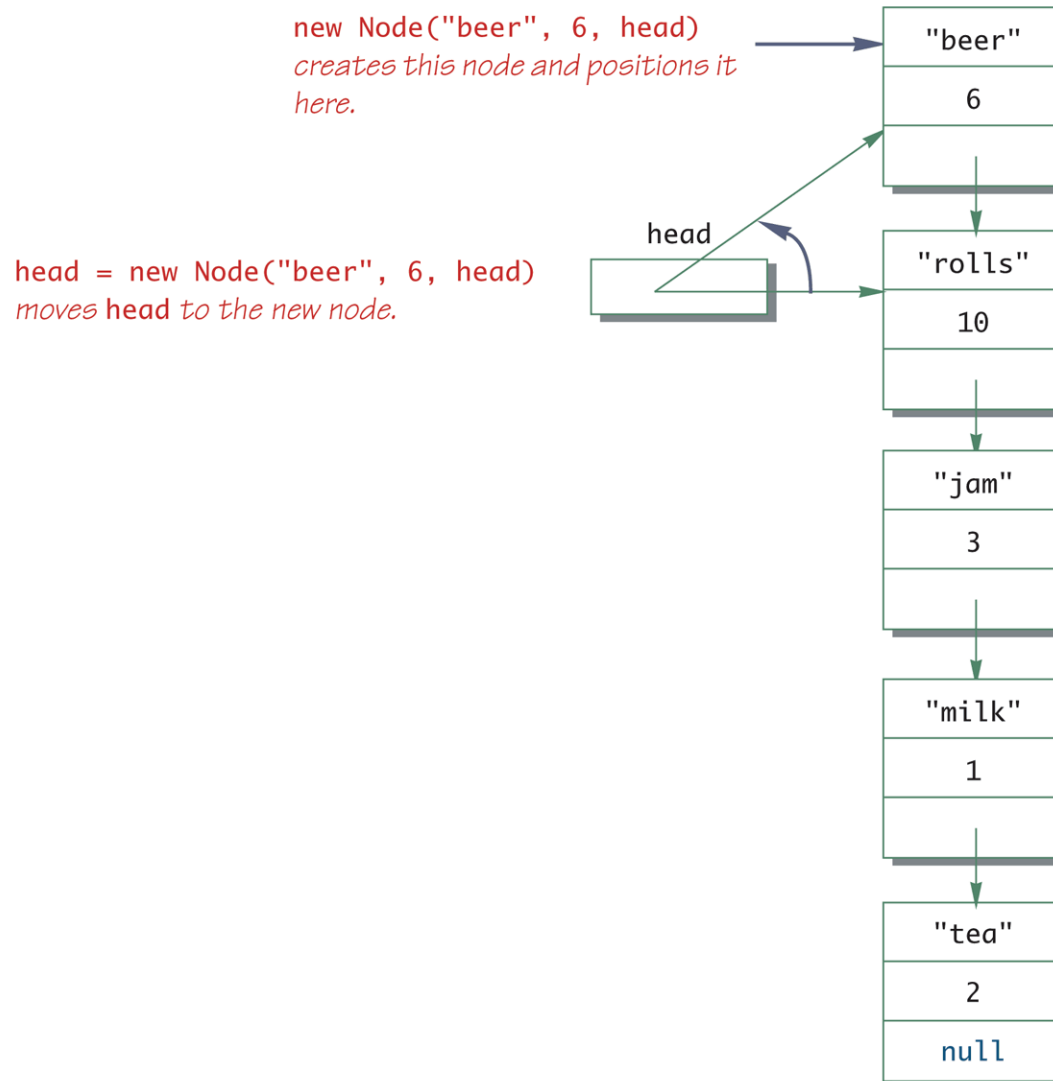 new Node("beer", 6, head)
creates this node and positions it
here.
"beer"
6
head
head = new Node("beer", 6, head)
moves head to the new node.
"rolls"
10
"jam"
3
"milk"
1
"tea"
2
null